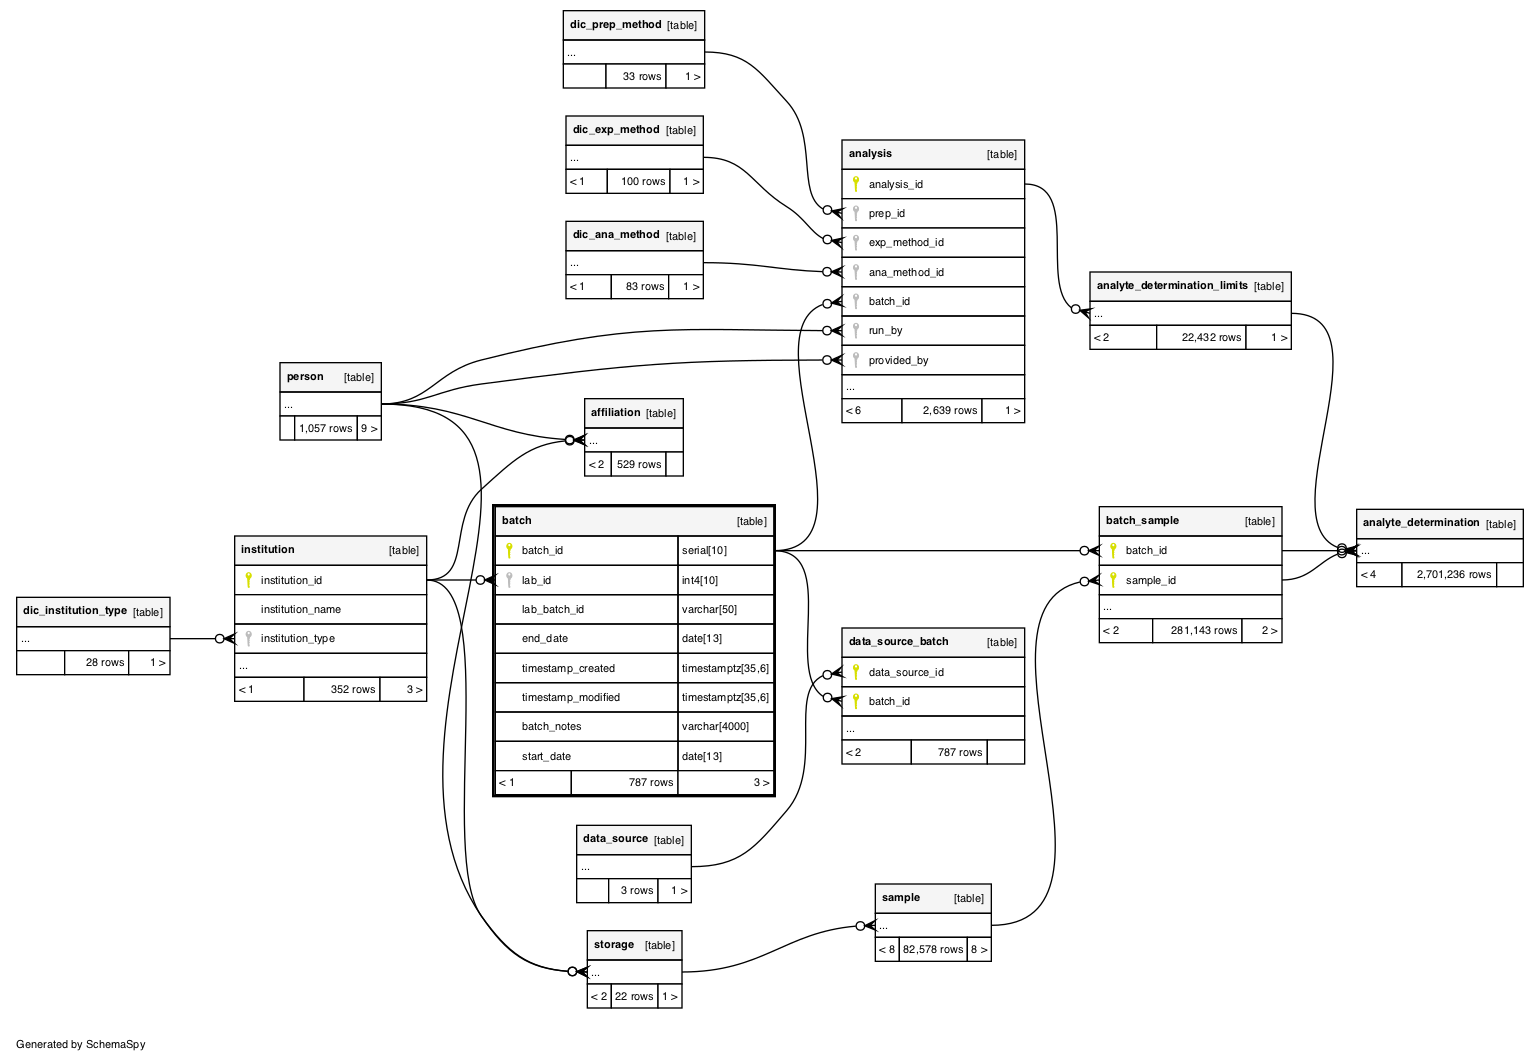 dic_prep_method [table]
...
33 rows 1 >
dic_exp_method [table]
...
< 1 100 rows 1 >
dic_ana_method [table]
...
< 1 83 rows 1 >
analysis [table]
analysis_id
prep_id
exp_method_id
ana_method_id
batch_id
run_by
provided_by
...
< 6 2,639 rows 1 >
analyte_determination_limits [table]
...
< 2 22,432 rows 1 >
person [table]
...
1,057 rows 9 >
affiliation [table]
...
< 2 529 rows
batch [table]
batch_id serial[10]
lab_id int4[10]
lab_batch_id varchar[50]
end_date date[13]
timestamp_created timestamptz[35,6]
timestamp_modified timestamptz[35,6]
batch_notes varchar[4000]
start_date date[13]
< 1 787 rows 3 >
batch_sample [table]
batch_id
sample_id
...
< 2 281,143 rows 2 >
analyte_determination [table]
...
< 4 2,701,236 rows
institution [table]
institution_id
institution_name
institution_type
...
< 1 352 rows 3 >
dic_institution_type [table]
...
28 rows 1 >
data_source_batch [table]
data_source_id
batch_id
...
< 2 787 rows
data_source [table]
...
3 rows 1 >
sample [table]
...
< 8 82,578 rows 8 >
storage [table]
...
< 2 22 rows 1 >
Generated by SchemaSpy